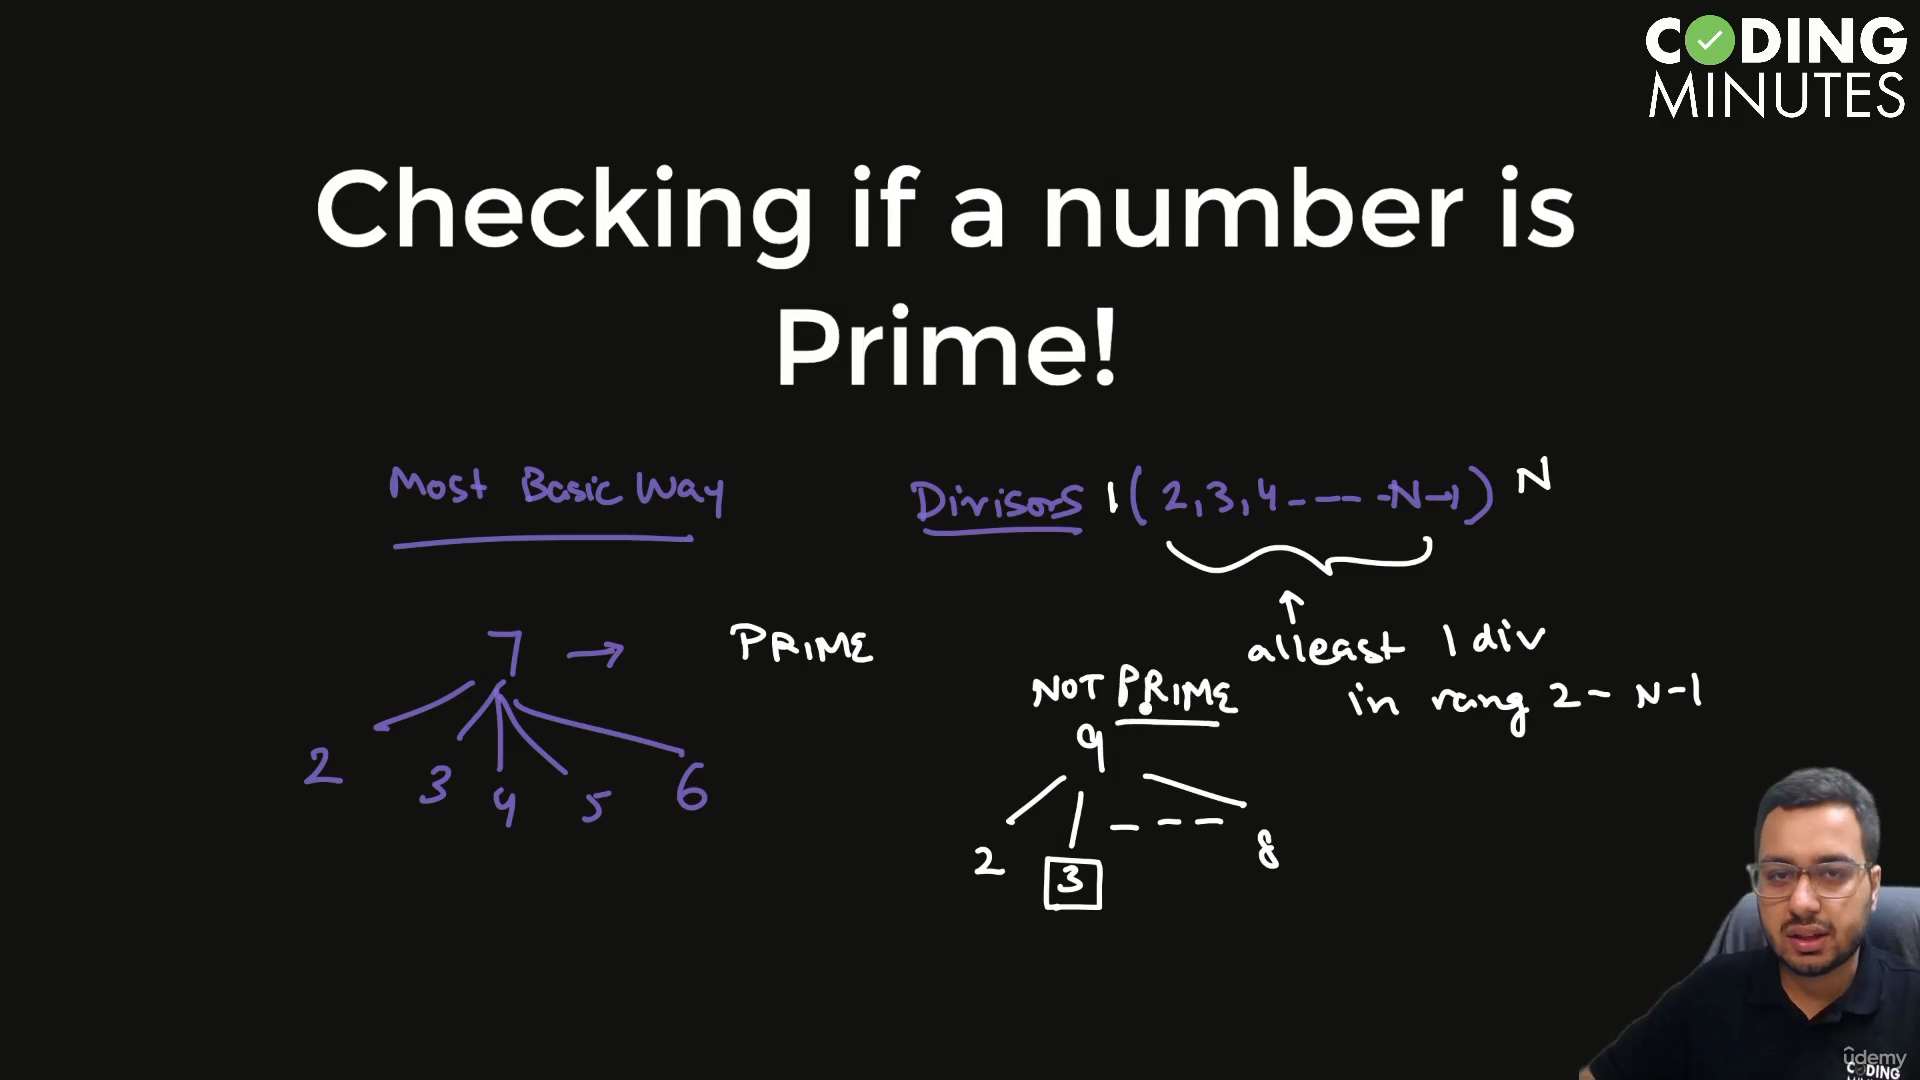 CODING
MINUTES
Checking if a number is
Prime!
Most Basic Way
Divisors 1 ( 2, 3, 4 - -- - N-1 ) N
7 → PRIME
alleast 1 div
in rang 2 - N-1
NOT PRIME
9
2 3 4 5 6
2 3 - - - 8
udemy
CODING